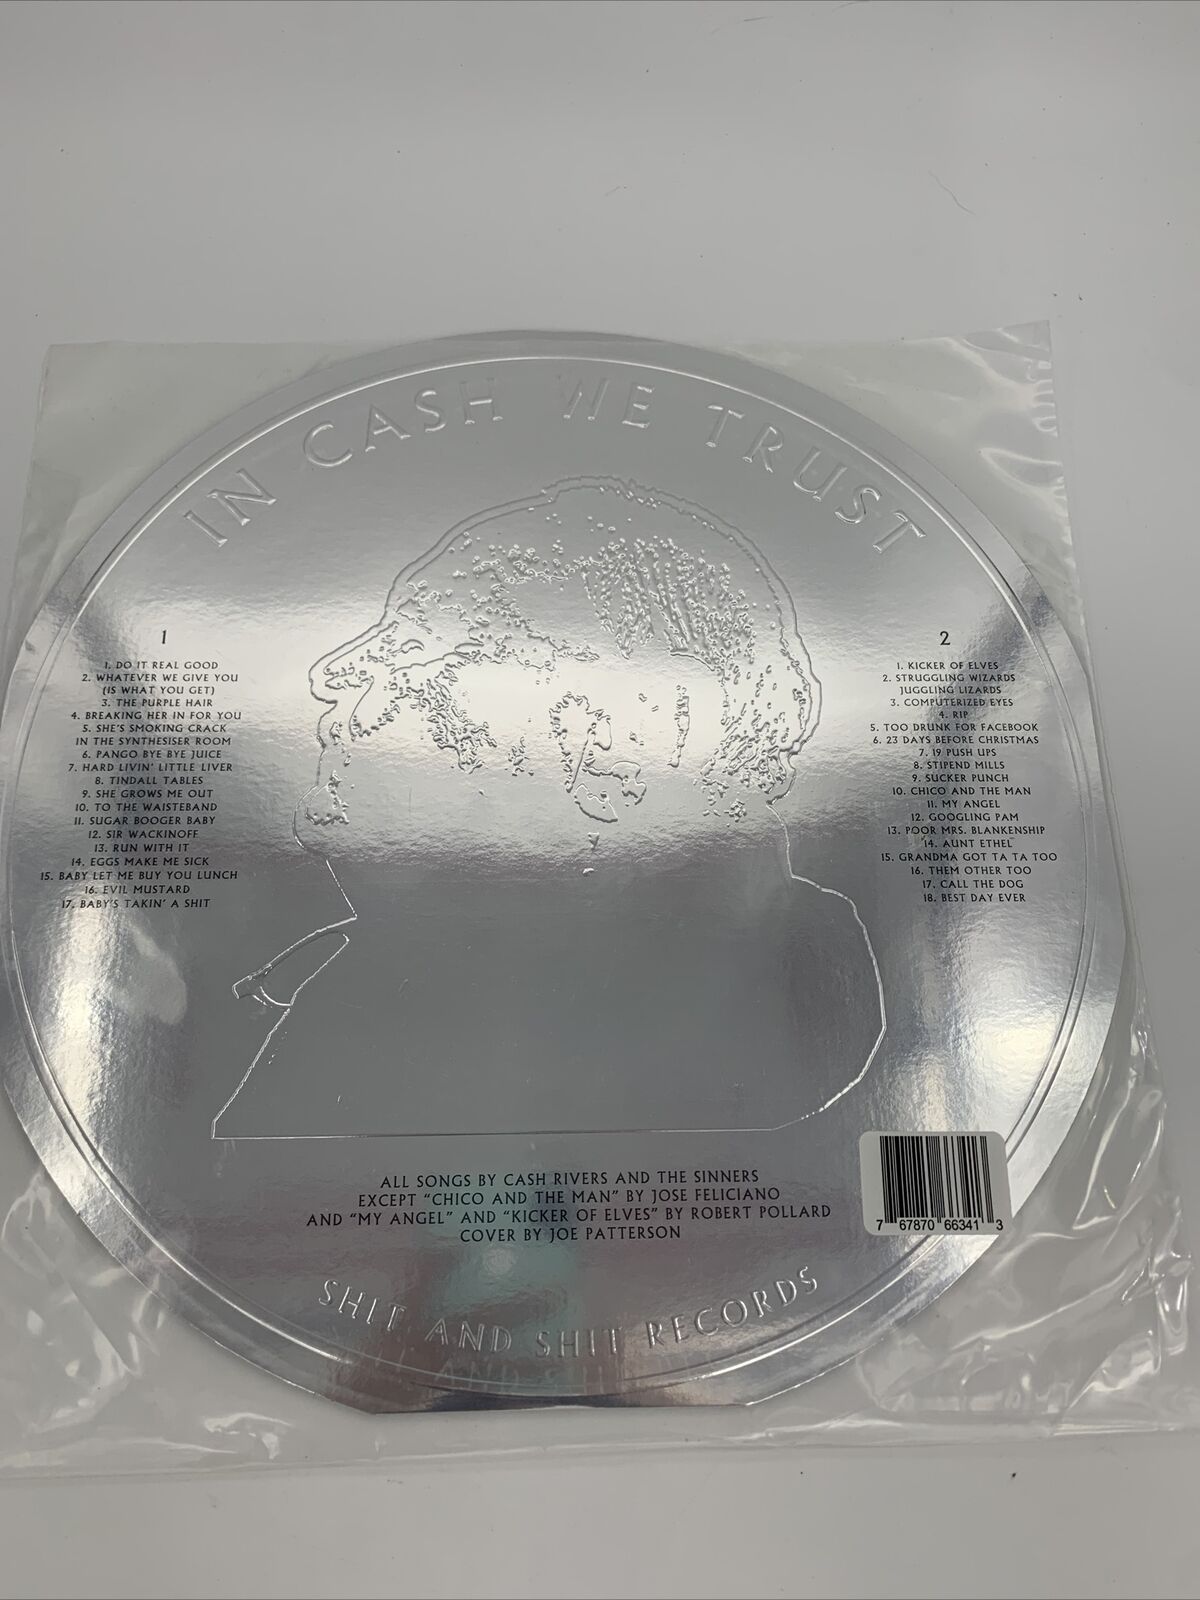 IN CASH WE TRUST
1
1. DO IT REAL GOOD
2. WHATEVER WE GIVE YOU
(IS WHAT YOU GET)
3. THE PURPLE HAIR
4. BREAKING HER IN FOR YOU
5. SHE'S SMOKING CRACK
IN THE SYNTHESISER ROOM
6. PANGO BYE BYE JUICE
7. HARD LIVIN' LITTLE LIVER
8. TINDALL TABLES
9. SHE GROWS ME OUT
10. TO THE WAISTEBAND
11. SUGAR BOOGER BABY
12. SIR WACKINOFF
13. RUN WITH IT
14. EGGS MAKE ME SICK
15. BABY LET ME BUY YOU LUNCH
16. EVIL MUSTARD
17. BABY'S TAKIN' A SHIT
2
1. KICKER OF ELVES
2. STRUGGLING WIZARDS
JUGGLING LIZARDS
3. COMPUTERIZED EYES
4. RIP
5. TOO DRUNK FOR FACEBOOK
6. 23 DAYS BEFORE CHRISTMAS
7. 19 PUSH UPS
8. STIPEND MILLS
9. SUCKER PUNCH
10. CHICO AND THE MAN
11. MY ANGEL
12. GOOGLING PAM
13. POOR MRS. BLANKENSHIP
14. AUNT ETHEL
15. GRANDMA GOT TA TA TOO
16. THEM OTHER TOO
17. CALL THE DOG
18. BEST DAY EVER
ALL SONGS BY CASH RIVERS AND THE SINNERS
EXCEPT "CHICO AND THE MAN" BY JOSE FELICIANO
AND "MY ANGEL" AND "KICKER OF ELVES" BY ROBERT POLLARD
COVER BY JOE PATTERSON
7 67870 66341 3
SHIT AND SHIT RECORDS